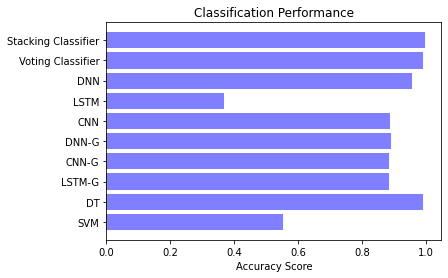 Classification Performance
Stacking Classifier
Voting Classifier
DNN
LSTM
CNN
DNN-G
CNN-G
LSTM-G
DT
SVM
0.0 0.2 0.4 0.6 0.8 1.0
Accuracy Score